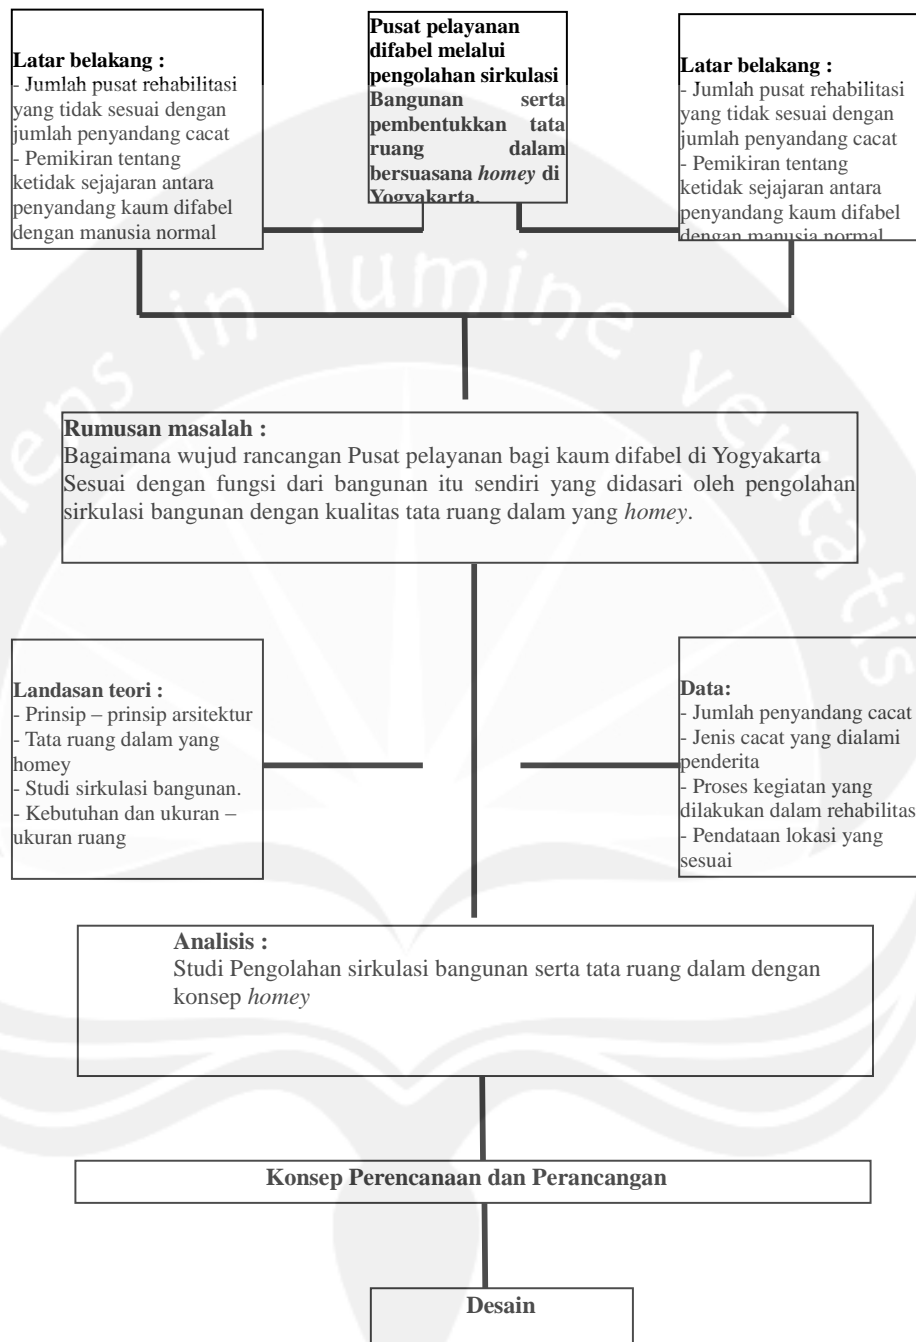 Latar belakang :
- Jumlah pusat rehabilitasi
yang tidak sesuai dengan
jumlah penyandang cacat
- Pemikiran tentang
ketidak sejajaran antara
penyandang kaum difabel
dengan manusia normal
Pusat pelayanan
difabel melalui
pengolahan sirkulasi
Bangunan serta
pembentukkan tata
ruang dalam
bersuasana homey di
Yogyakarta.
Latar belakang :
- Jumlah pusat rehabilitasi
yang tidak sesuai dengan
jumlah penyandang cacat
- Pemikiran tentang
ketidak sejajaran antara
penyandang kaum difabel
dengan manusia normal
Rumusan masalah :
Bagaimana wujud rancangan Pusat pelayanan bagi kaum difabel di Yogyakarta
Sesuai dengan fungsi dari bangunan itu sendiri yang didasari oleh pengolahan
sirkulasi bangunan dengan kualitas tata ruang dalam yang homey.
Landasan teori :
- Prinsip – prinsip arsitektur
- Tata ruang dalam yang
homey
- Studi sirkulasi bangunan.
- Kebutuhan dan ukuran –
ukuran ruang
Data:
- Jumlah penyandang cacat
- Jenis cacat yang dialami
penderita
- Proses kegiatan yang
dilakukan dalam rehabilitas
- Pendataan lokasi yang
sesuai
Analisis :
Studi Pengolahan sirkulasi bangunan serta tata ruang dalam dengan
konsep homey
Konsep Perencanaan dan Perancangan
Desain
in lumine veritatis